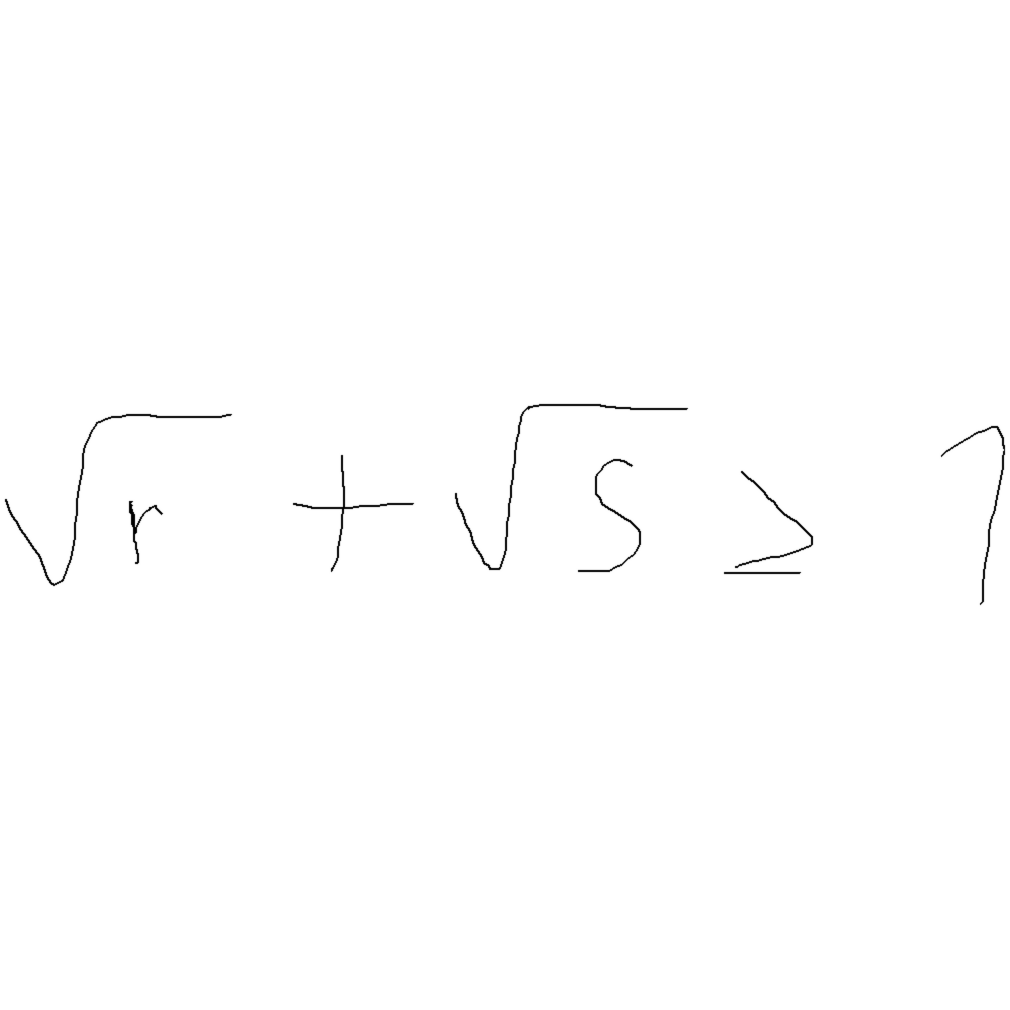 √r + √s ≥ 1